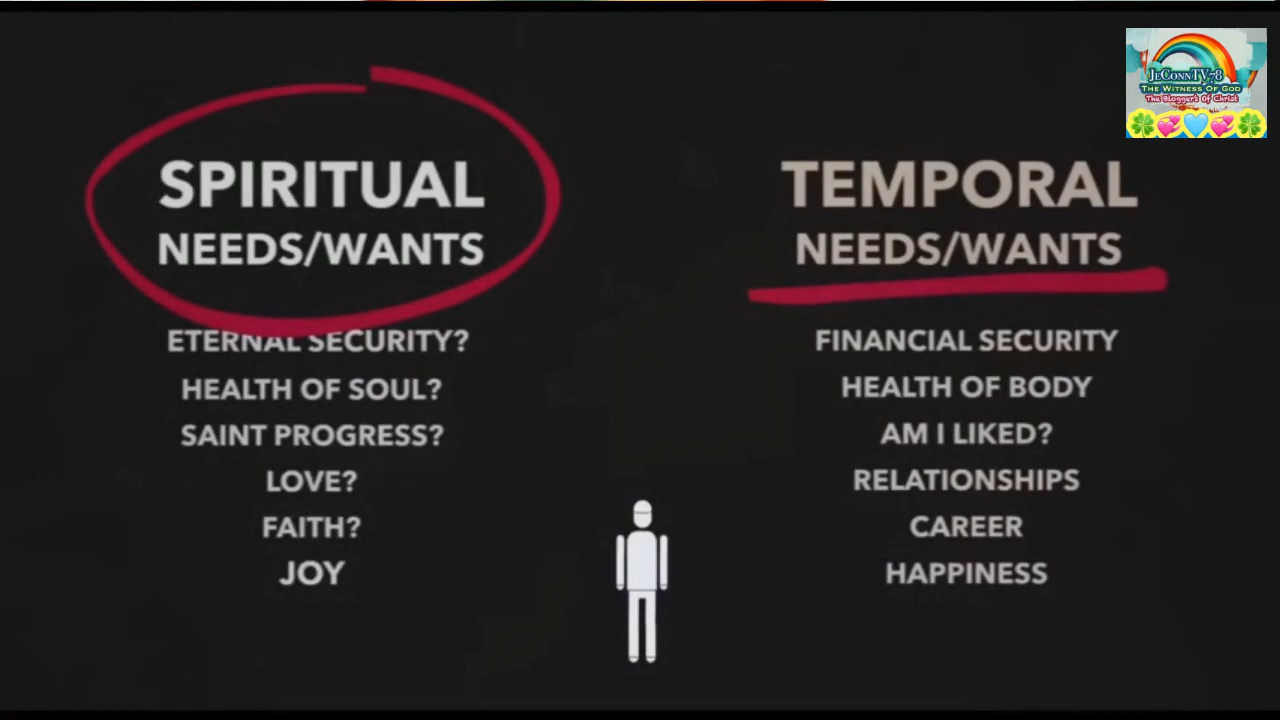 SPIRITUAL
NEEDS/WANTS
ETERNAL SECURITY?
HEALTH OF SOUL?
SAINT PROGRESS?
LOVE?
FAITH?
JOY
TEMPORAL
NEEDS/WANTS
FINANCIAL SECURITY
HEALTH OF BODY
AM I LIKED?
RELATIONSHIPS
CAREER
HAPPINESS
JeConnTV78
The Witness Of God
The Bloggers Of Christ